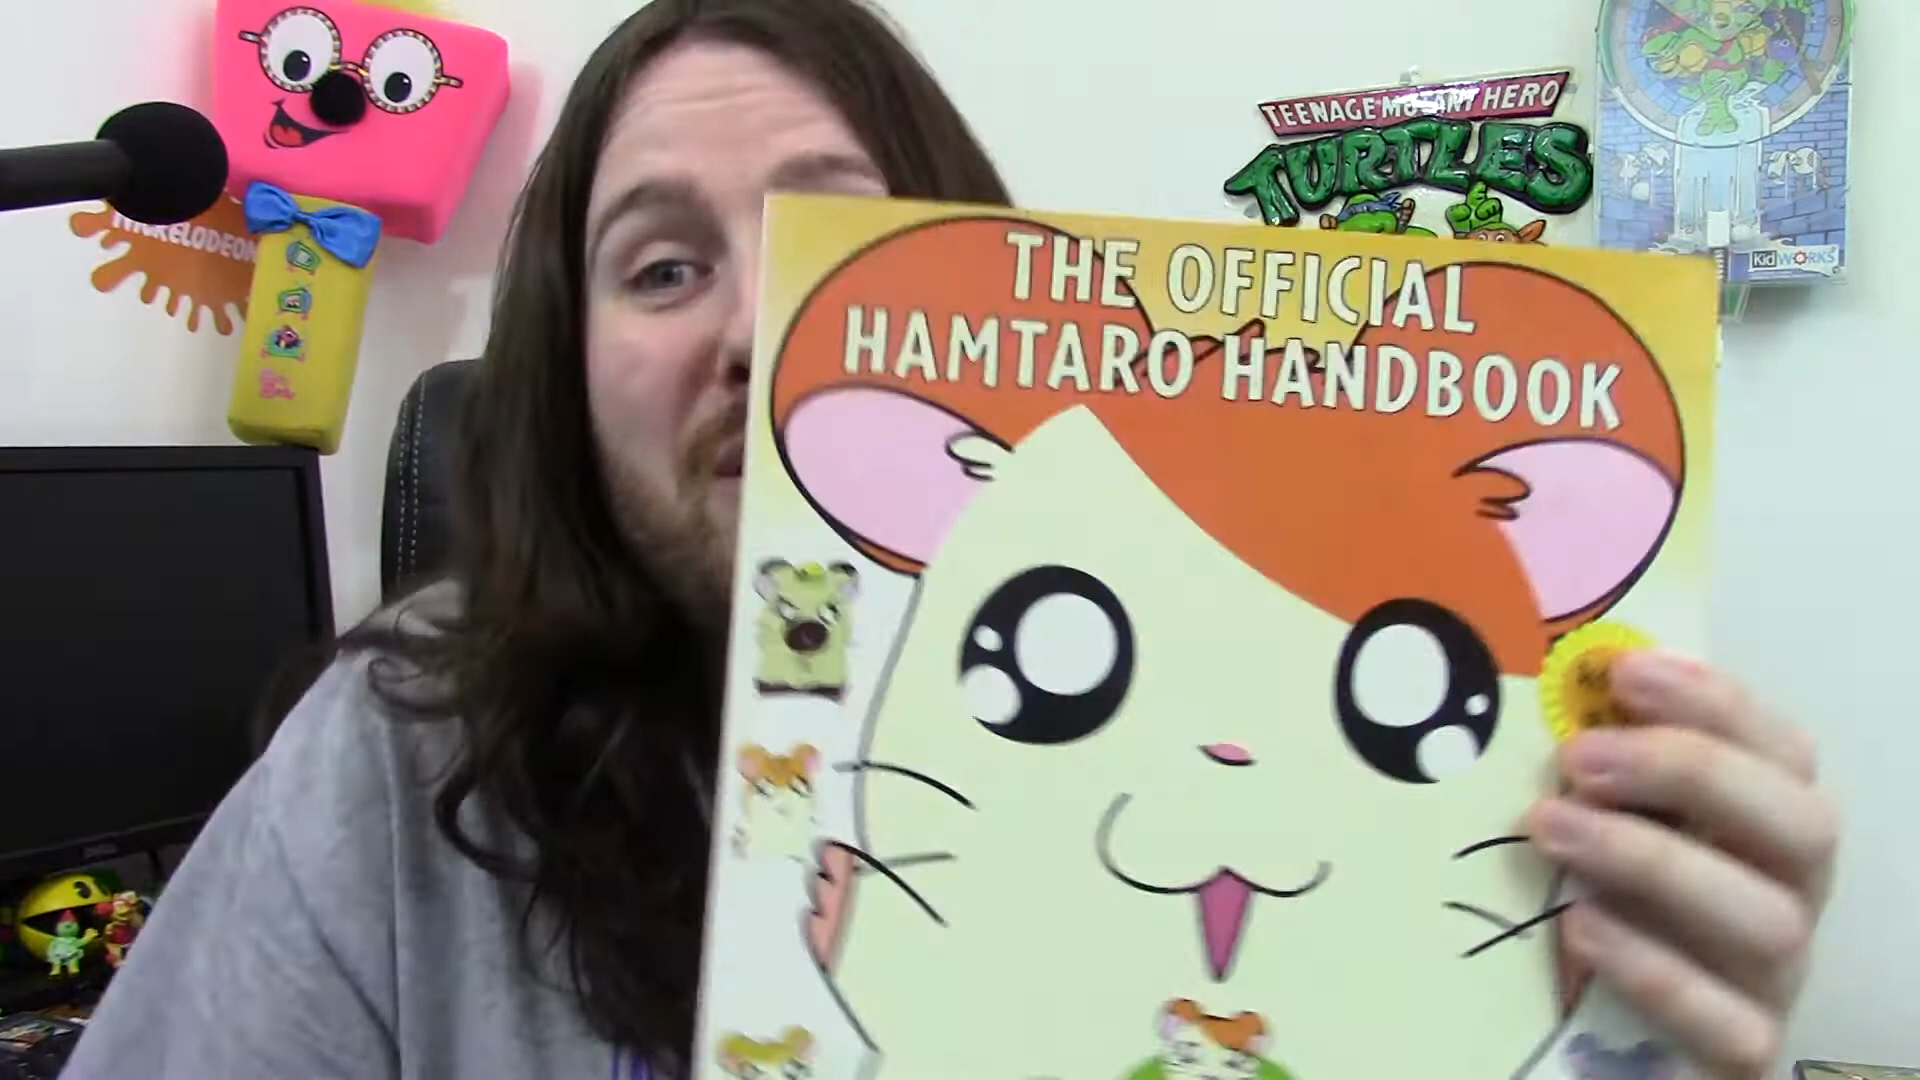 NICKELODEON
TEENAGE MUTANT HERO
TURTLES
KidWORKS
THE OFFICIAL
HAMTARO HANDBOOK